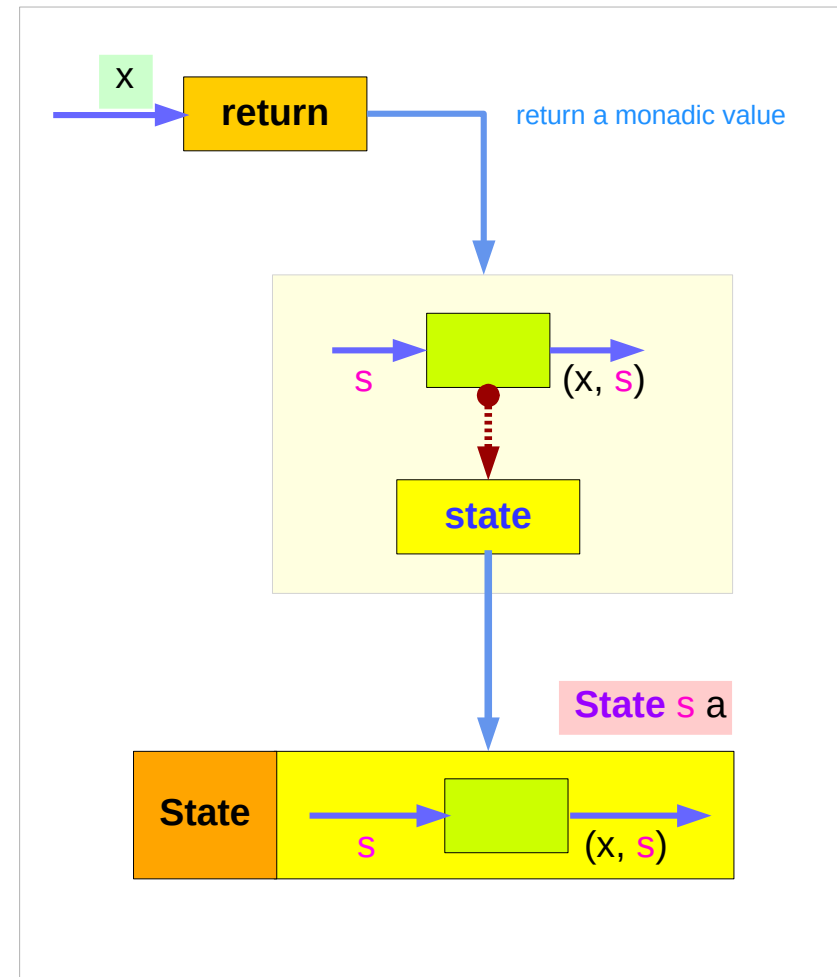 x
return
return a monadic value
s
(x, s)
state
State s a
State
s
(x, s)